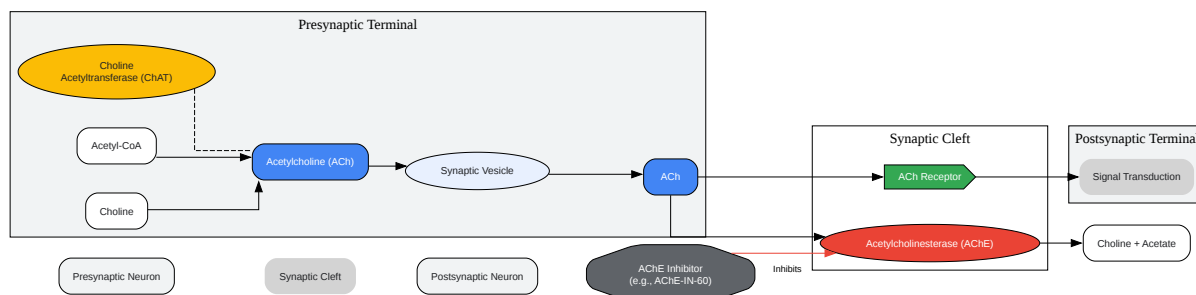 Presynaptic Terminal
Choline
Acetyltransferase (ChAT)
Acetyl-CoA
Choline
Acetylcholine (ACh)
Synaptic Vesicle
ACh
Synaptic Cleft
ACh Receptor
Acetylcholinesterase (AChE)
Postsynaptic Terminal
Signal Transduction
Choline + Acetate
Presynaptic Neuron
Synaptic Cleft
Postsynaptic Neuron
AChE Inhibitor
(e.g., AChE-IN-60)
Inhibits